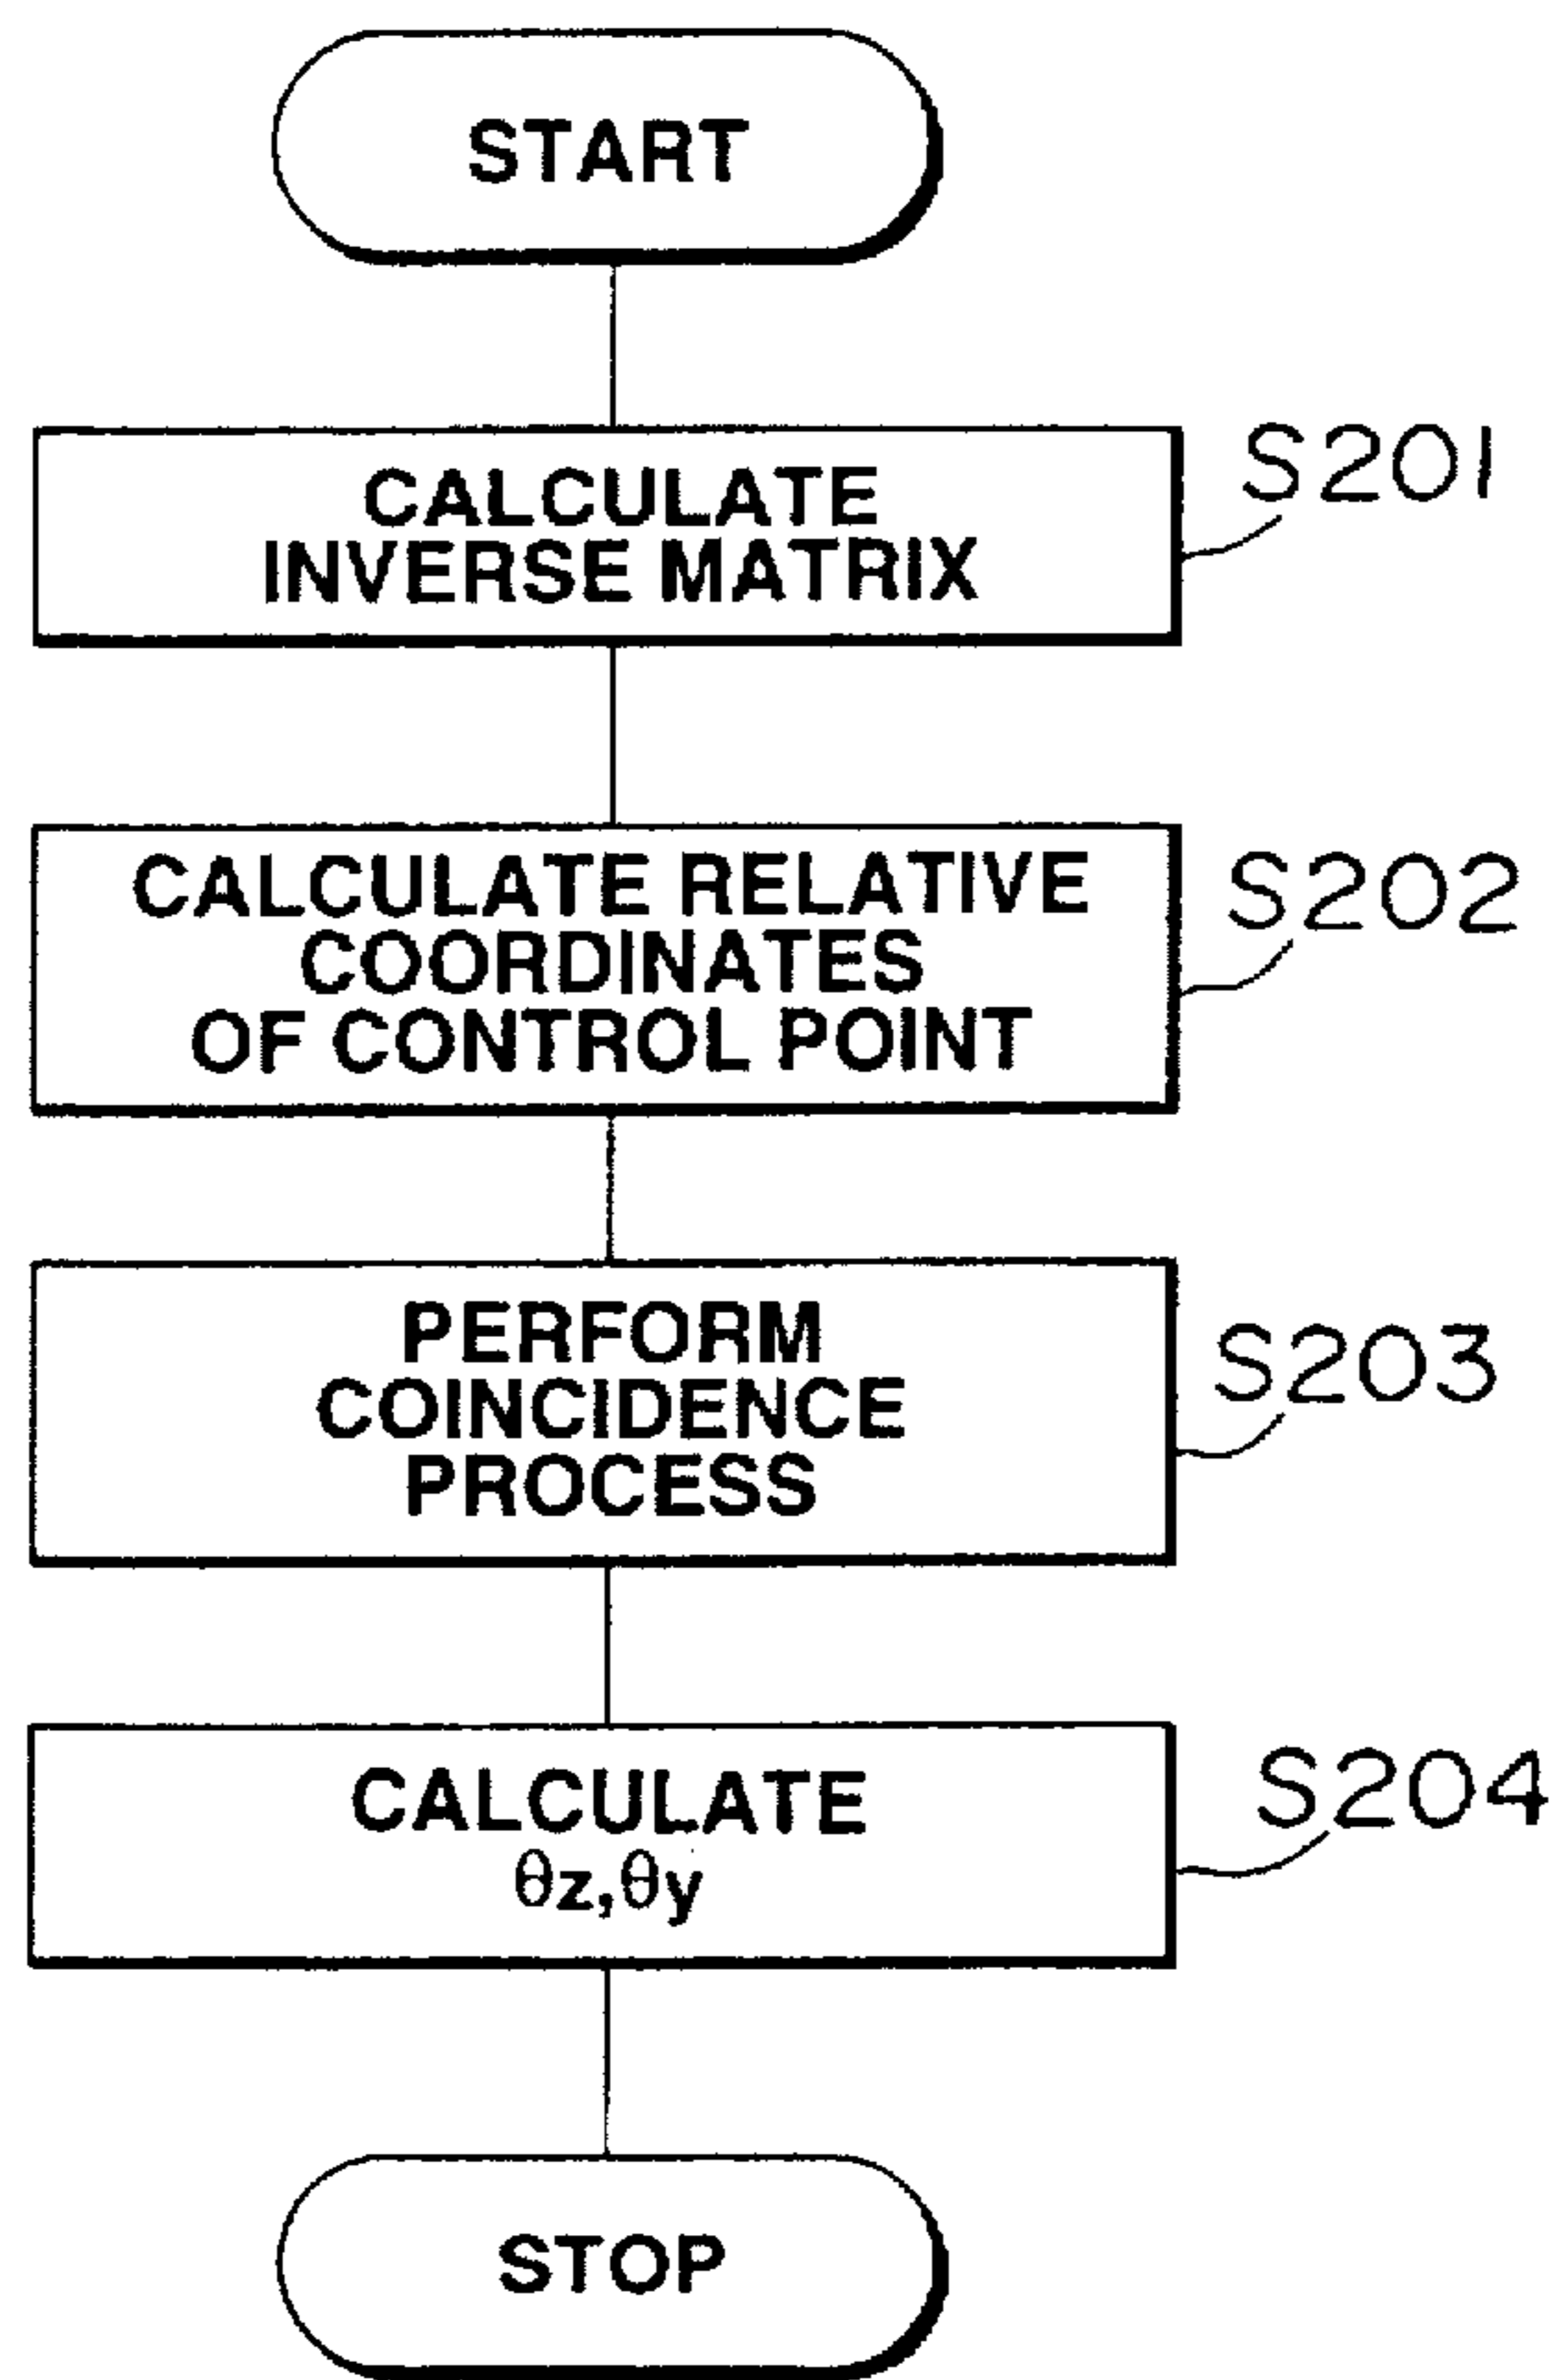 START
CALCULATE
INVERSE MATRIX
S201
CALCULATE RELATIVE
COORDINATES
OF CONTROL POINT
S202
PERFORM
COINCIDENCE
PROCESS
S203
CALCULATE
θz,θy
S204
STOP